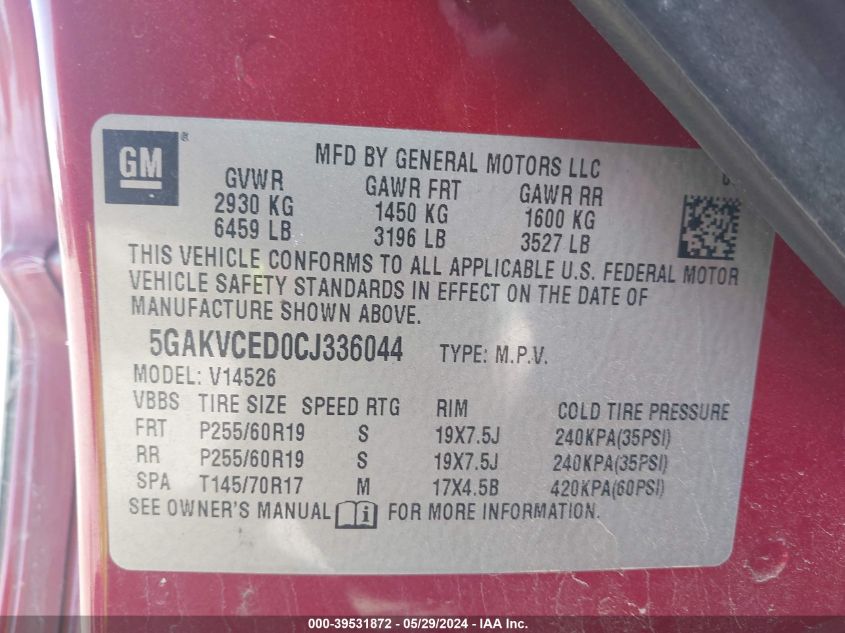 GM ®
MFD BY GENERAL MOTORS LLC
GVWR GAWR FRT GAWR RR
2930 KG 1450 KG 1600 KG
6459 LB 3196 LB 3527 LB
THIS VEHICLE CONFORMS TO ALL APPLICABLE U.S. FEDERAL MOTOR
VEHICLE SAFETY STANDARDS IN EFFECT ON THE DATE OF
MANUFACTURE SHOWN ABOVE.
5GAKVCED0CJ336044 TYPE: M.P.V.
MODEL: V14526
VBBS TIRE SIZE SPEED RTG RIM COLD TIRE PRESSURE
FRT P255/60R19 S 19X7.5J 240KPA(35PSI)
RR P255/60R19 S 19X7.5J 240KPA(35PSI)
SPA T145/70R17 M 17X4.5B 420KPA(60PSI)
SEE OWNER'S MANUAL i FOR MORE INFORMATION.
000-39531872 - 05/29/2024 - IAA Inc.